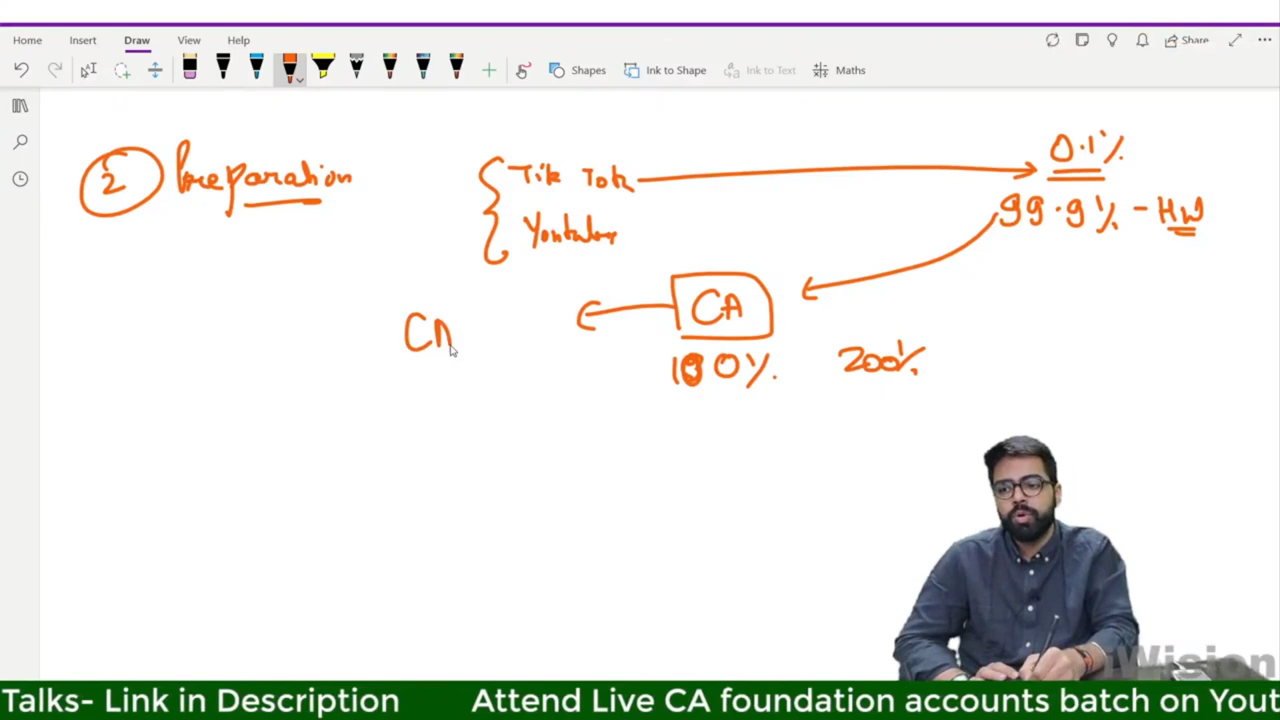 Home Insert Draw View Help Share
Shapes Ink to Shape Ink to Text Maths
2 Preparation
Tik Tok
Youtuber
0.1%
99.9% - HW
CA
CA
100% 200%
Wision
Talks- Link in Description Attend Live CA foundation accounts batch on Yout